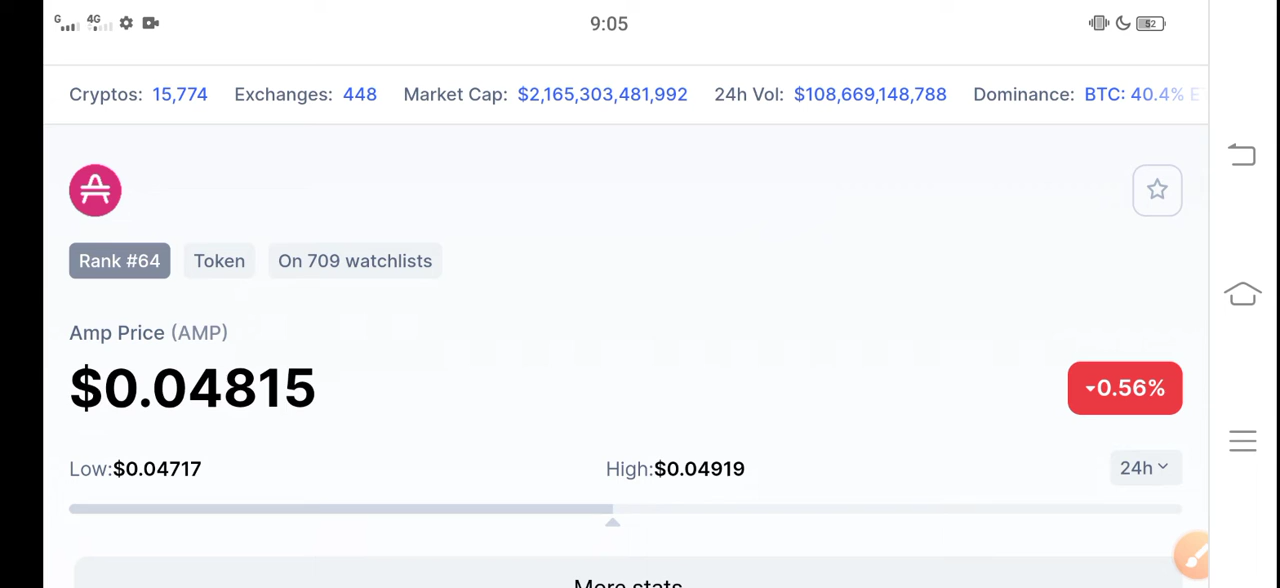 G 4G 9:05 52
Cryptos: 15,774 Exchanges: 448 Market Cap: $2,165,303,481,992 24h Vol: $108,669,148,788 Dominance: BTC: 40.4% E
Rank #64 Token On 709 watchlists
Amp Price (AMP)
$0.04815 0.56%
Low:$0.04717 High:$0.04919 24h
More stats